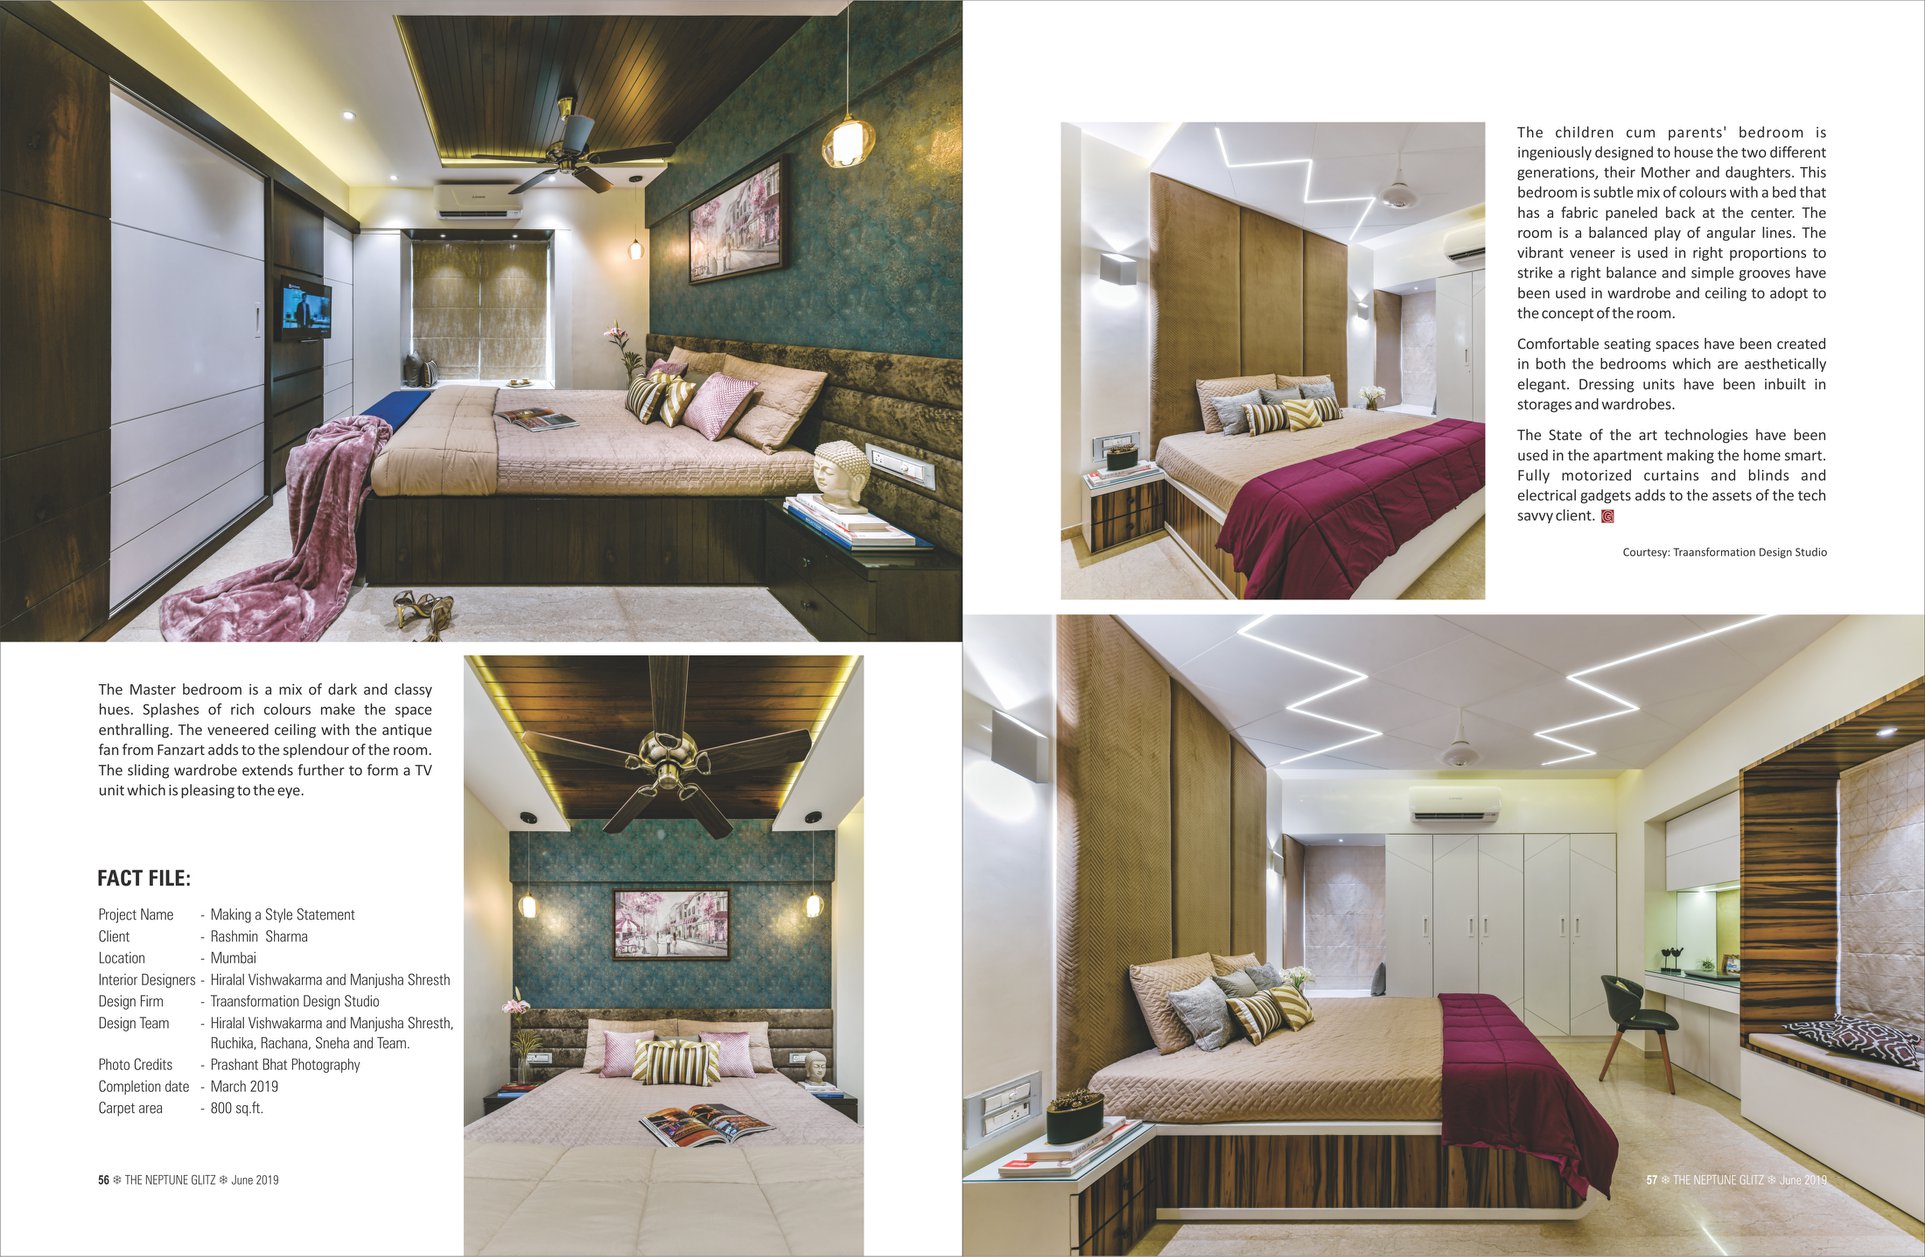 The Master bedroom is a mix of dark and classy
hues. Splashes of rich colours make the space
enthralling. The veneered ceiling with the antique
fan from Fanzart adds to the splendour of the room.
The sliding wardrobe extends further to form a TV
unit which is pleasing to the eye.
FACT FILE:
Project Name - Making a Style Statement
Client - Rashmin Sharma
Location - Mumbai
Interior Designers - Hiralal Vishwakarma and Manjusha Shresth
Design Firm - Traansformation Design Studio
Design Team - Hiralal Vishwakarma and Manjusha Shresth,
Ruchika, Rachana, Sneha and Team.
Photo Credits - Prashant Bhat Photography
Completion date - March 2019
Carpet area - 800 sq.ft.
56 ❄ THE NEPTUNE GLITZ ❄ June 2019
The children cum parents' bedroom is
ingeniously designed to house the two different
generations, their Mother and daughters. This
bedroom is subtle mix of colours with a bed that
has a fabric paneled back at the center. The
room is a balanced play of angular lines. The
vibrant veneer is used in right proportions to
strike a right balance and simple grooves have
been used in wardrobe and ceiling to adopt to
the concept of the room.
Comfortable seating spaces have been created
in both the bedrooms which are aesthetically
elegant. Dressing units have been inbuilt in
storages and wardrobes.
The State of the art technologies have been
used in the apartment making the home smart.
Fully motorized curtains and blinds and
electrical gadgets adds to the assets of the tech
savvy client. G
Courtesy: Traansformation Design Studio
57 ❄ THE NEPTUNE GLITZ ❄ June 2019